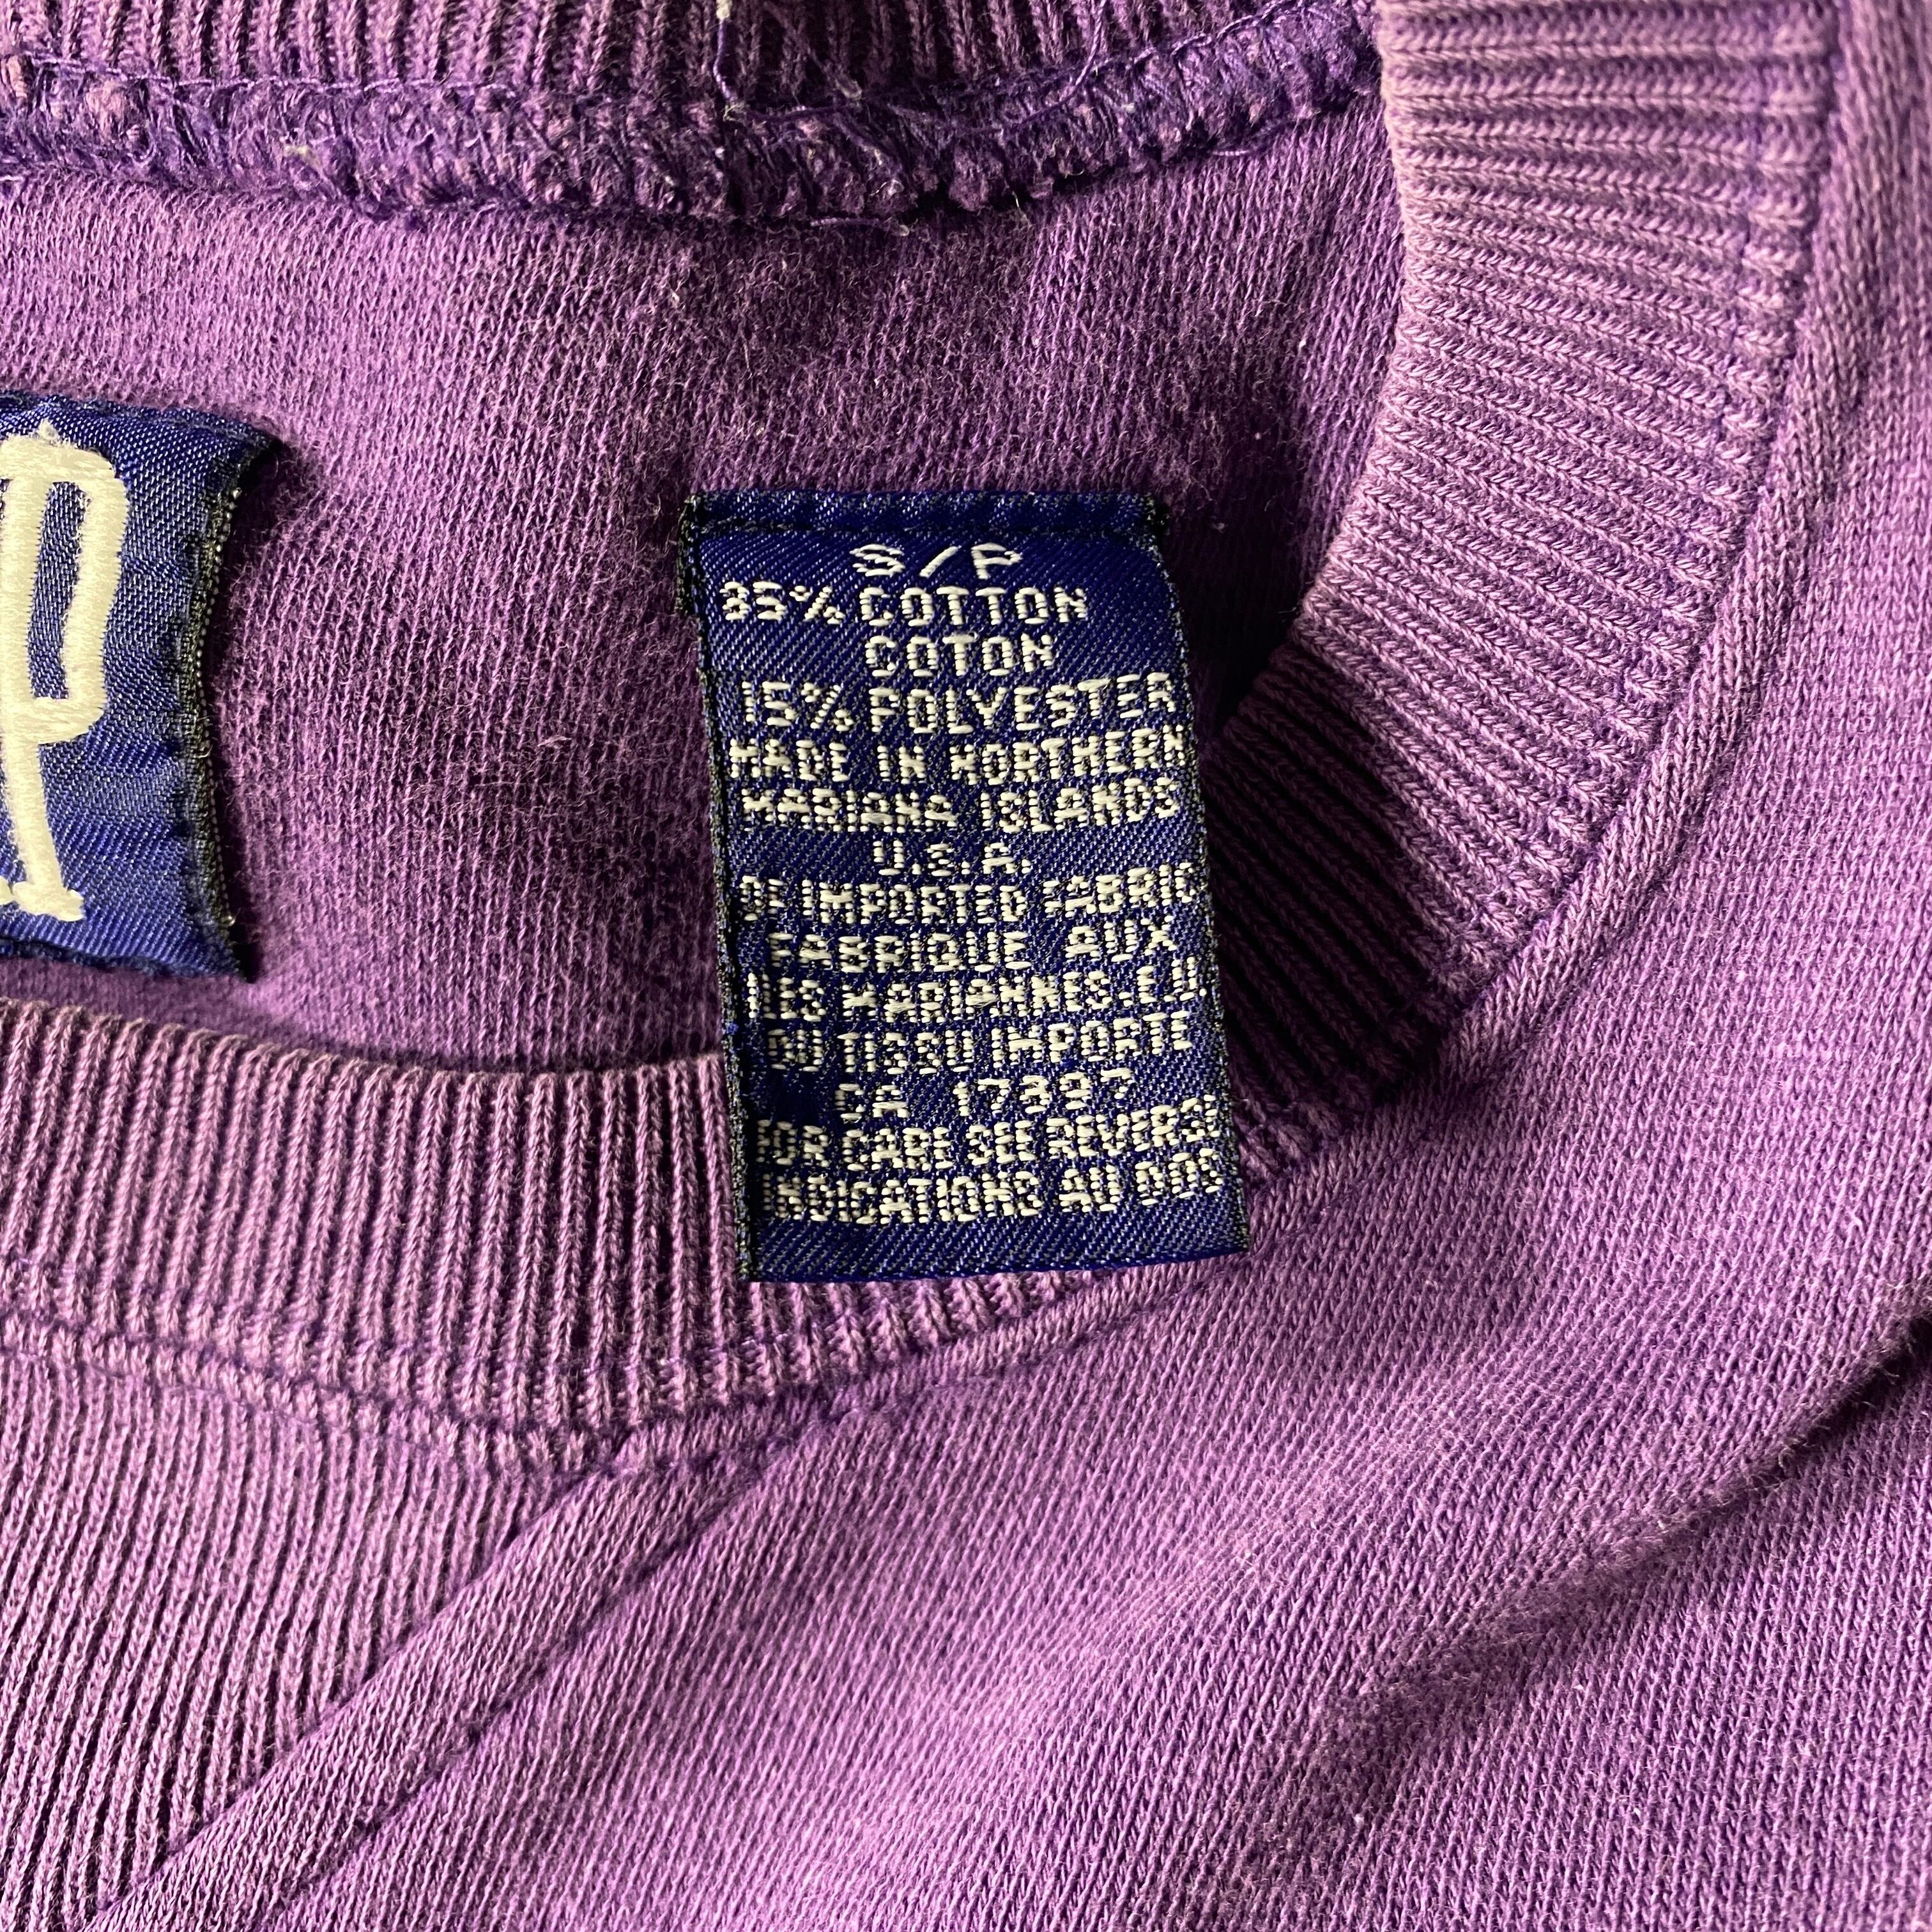 P
S/P
85% COTTON
COTON
15% POLYESTER
MADE IN NORTHERN
MARIANA ISLANDS
U.S.A.
OF IMPORTED FABRIC
FABRIQUE AUX
ILES MARIANNES.E.U
DU TISSU IMPORTE
CA 17897
FOR CARE SEE REVERSE
INDICATIONS AU DOS